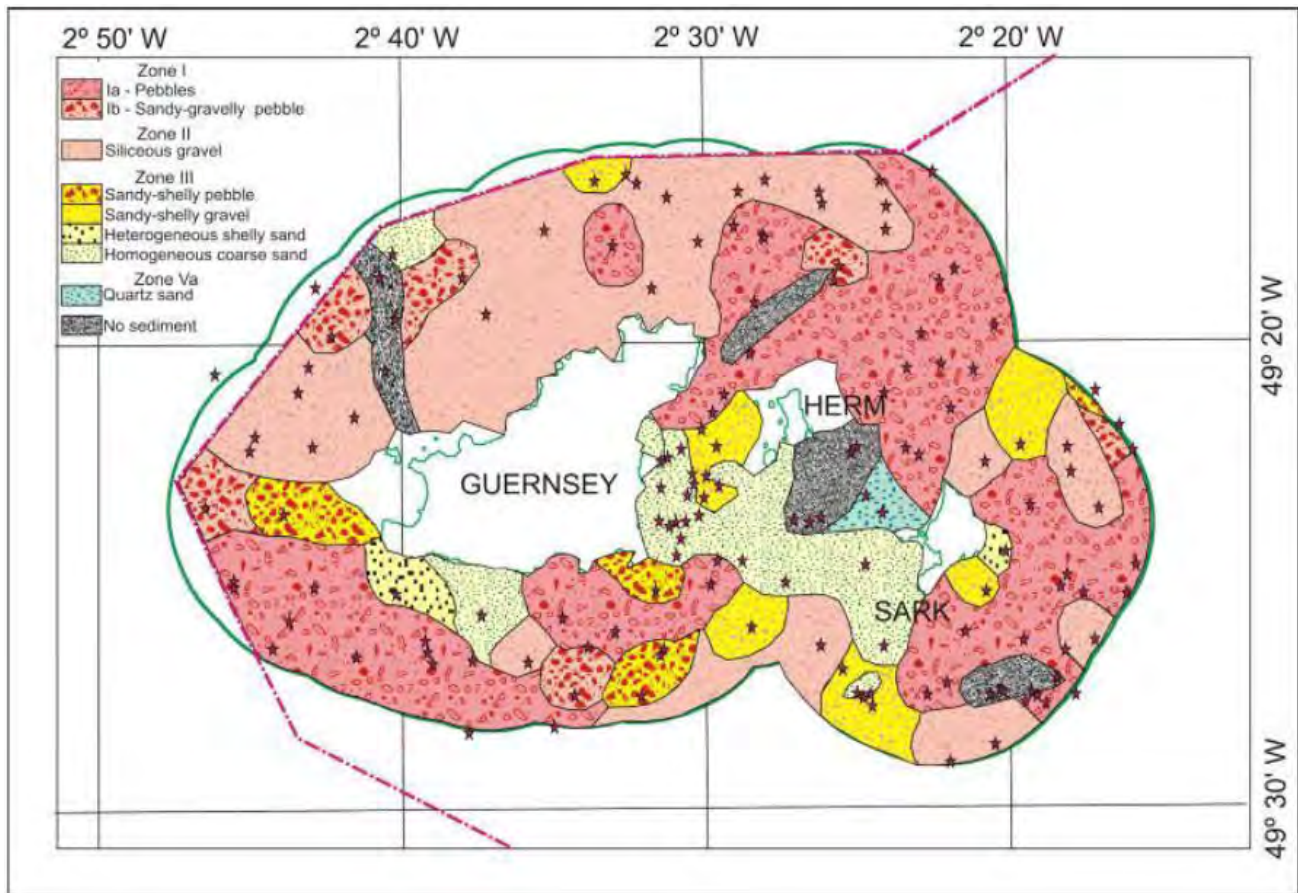 2º 50' W 2º 40' W 2º 30' W 2º 20' W
Zone I
Ia - Pebbles
Ib - Sandy-gravelly pebble
Zone II
Siliceous gravel
Zone III
Sandy-shelly pebble
Sandy-shelly gravel
Heterogeneous shelly sand
Homogeneous coarse sand
Zone Va
Quartz sand
No sediment
49º 20' W
HERM
GUERNSEY
SARK
49º 30' W